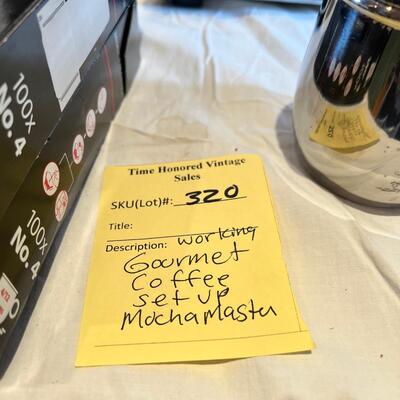 100x
No. 4
100x
No. 4
Time Honored Vintage
Sales
SKU(Lot)#: 320
Title:
Description: working
Gourmet
Coffee
set up
Mochamaster